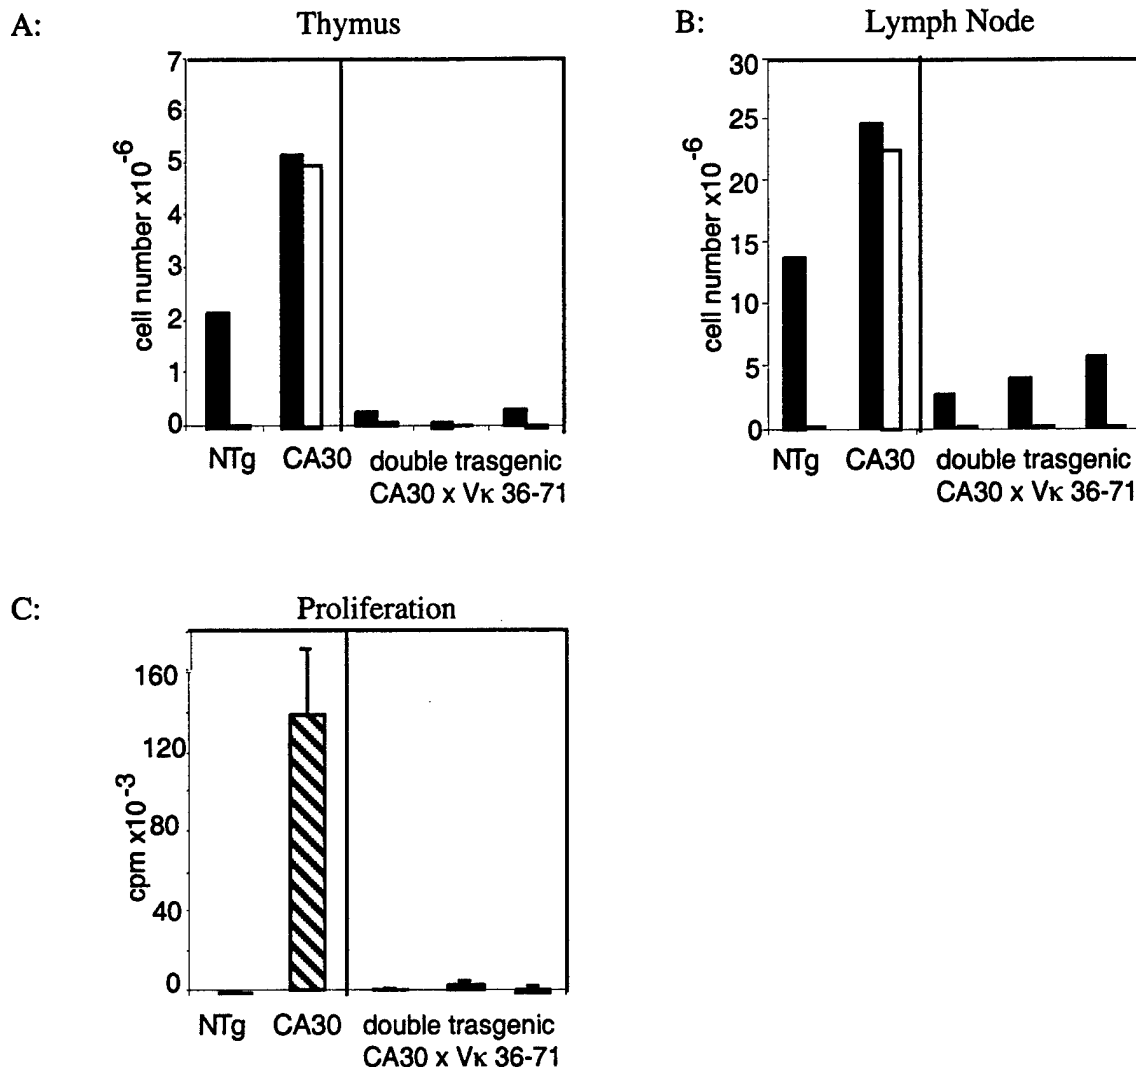 A: Thymus
7
6
5
4
3
2
1
0
cell number x10-6
NTg CA30 double trasgenic
CA30 x Vκ 36-71
B: Lymph Node
30
25
20
15
10
5
0
cell number x10-6
NTg CA30 double trasgenic
CA30 x Vκ 36-71
C: Proliferation
160
120
80
40
0
cpm x10-3
NTg CA30 double trasgenic
CA30 x Vκ 36-71